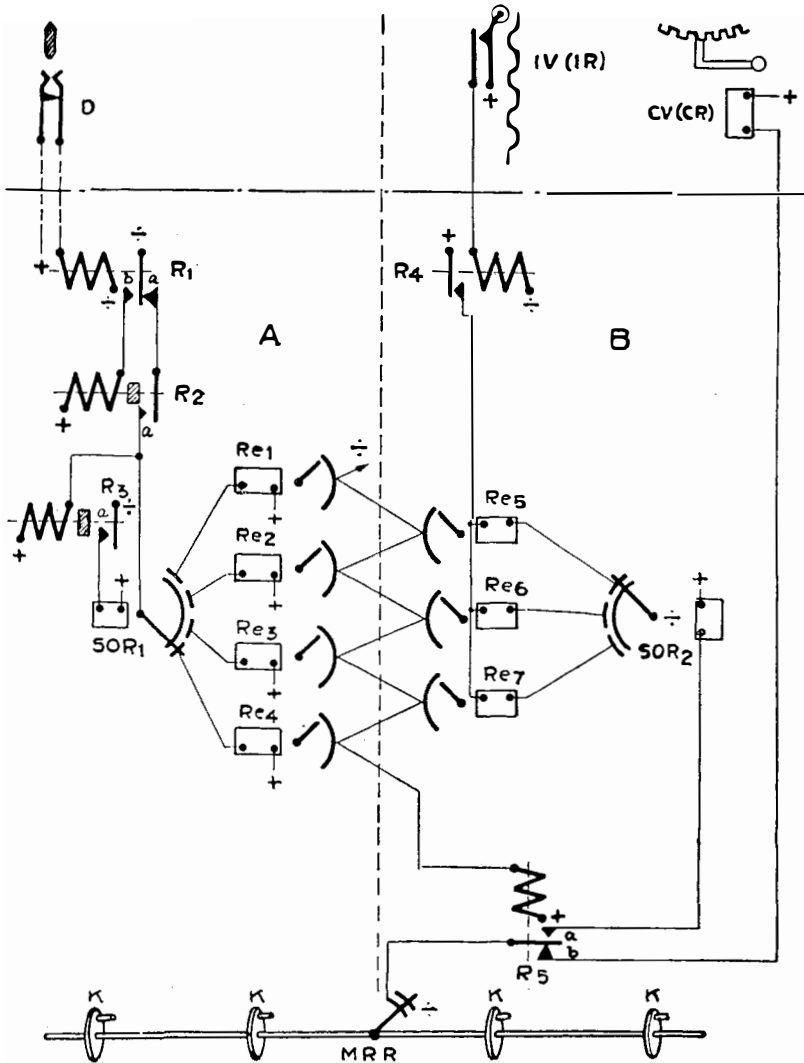 IV (IR)
D
CV(CR)
+
+
÷
+
+
b
a
R1
÷
R4
÷
A
B
R2
+
a
Re1
÷
R3
÷
a
+
Re5
+
Re2
+
+
Re6
+
÷
SOR1
Re3
SOR2
+
Re7
Re4
+
+
a
b
R5
K
K
÷
K
K
MRR